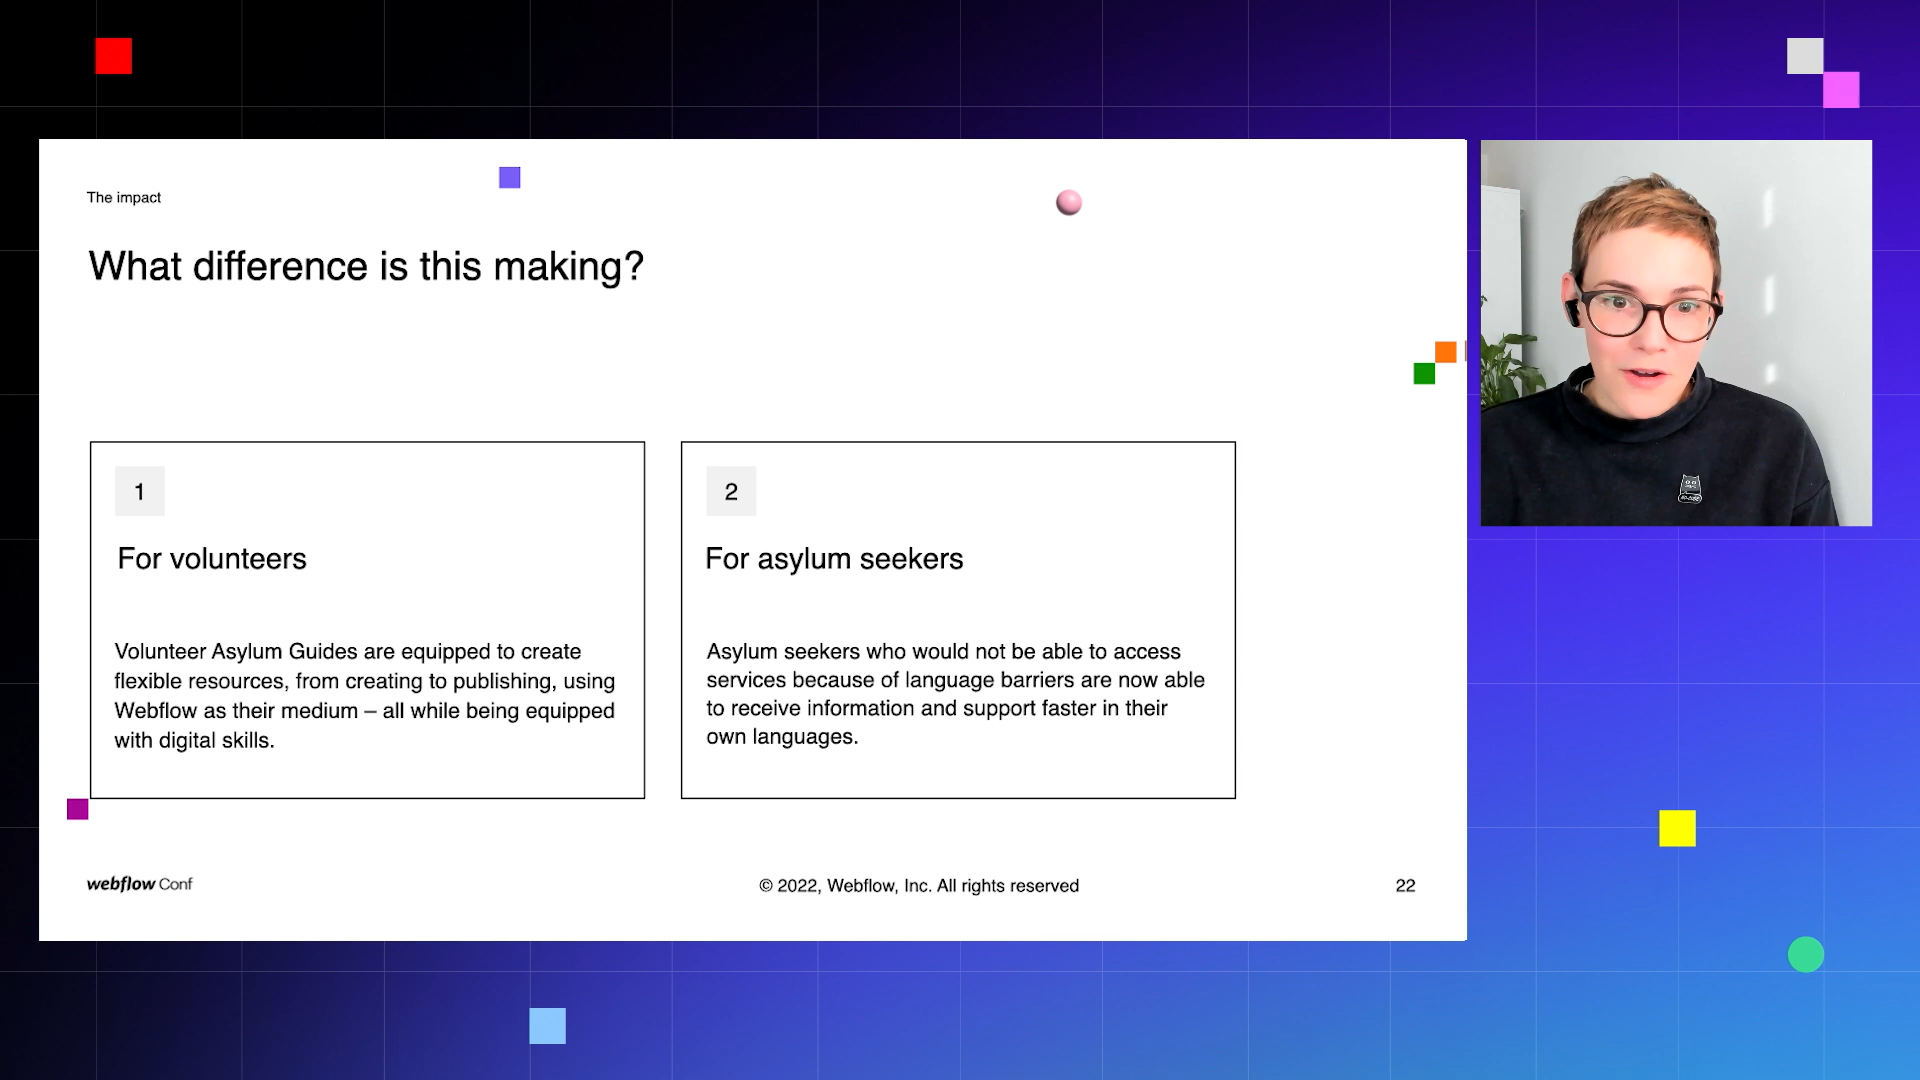 The impact
What difference is this making?
1
For volunteers
Volunteer Asylum Guides are equipped to create
flexible resources, from creating to publishing, using
Webflow as their medium – all while being equipped
with digital skills.
2
For asylum seekers
Asylum seekers who would not be able to access
services because of language barriers are now able
to receive information and support faster in their
own languages.
webflow Conf
© 2022, Webflow, Inc. All rights reserved
22